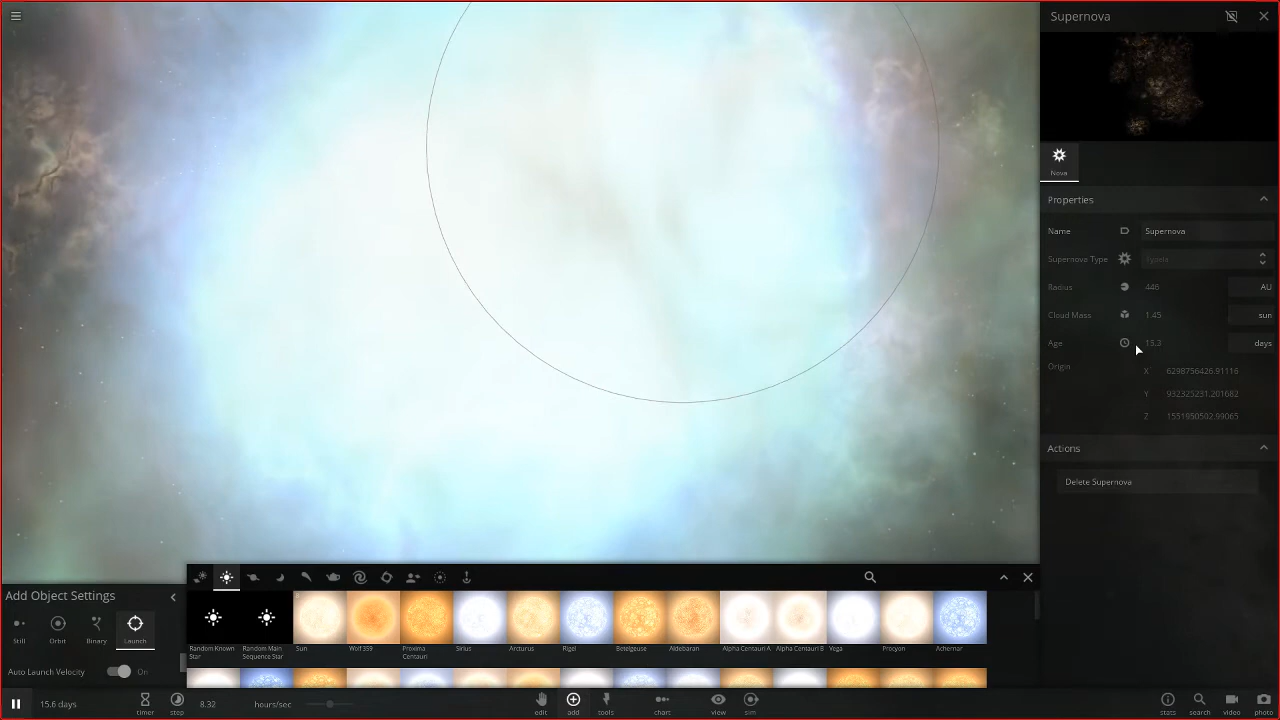 Supernova
Nova
Properties
Name Supernova
Supernova Type TypeIa
Radius 446 AU
Cloud Mass 1.45 sun
Age 15.3 days
Origin
X 6298756426.91116
Y 932325231.201682
Z 1551950502.99065
Actions
Delete Supernova
Add Object Settings
Still Orbit Binary Launch
Auto Launch Velocity On
Random Known Star
Random Main Sequence Star
Sun
Wolf 359
Proxima Centauri
Sirius
Arcturus
Rigel
Betelgeuse
Aldebaran
Alpha Centauri A
Alpha Centauri B
Vega
Procyon
Achernar
15.6 days timer step 8.32 hours/sec edit add tools chart view sim stats search video photo